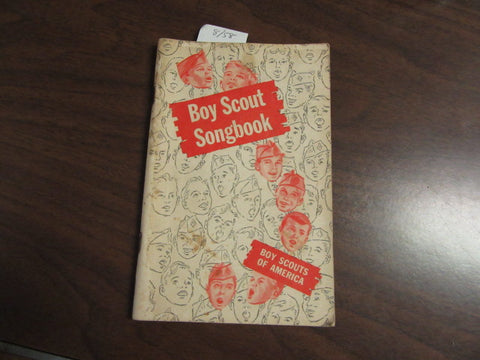 8/58
Boy Scout
Songbook
BOY SCOUTS
OF AMERICA